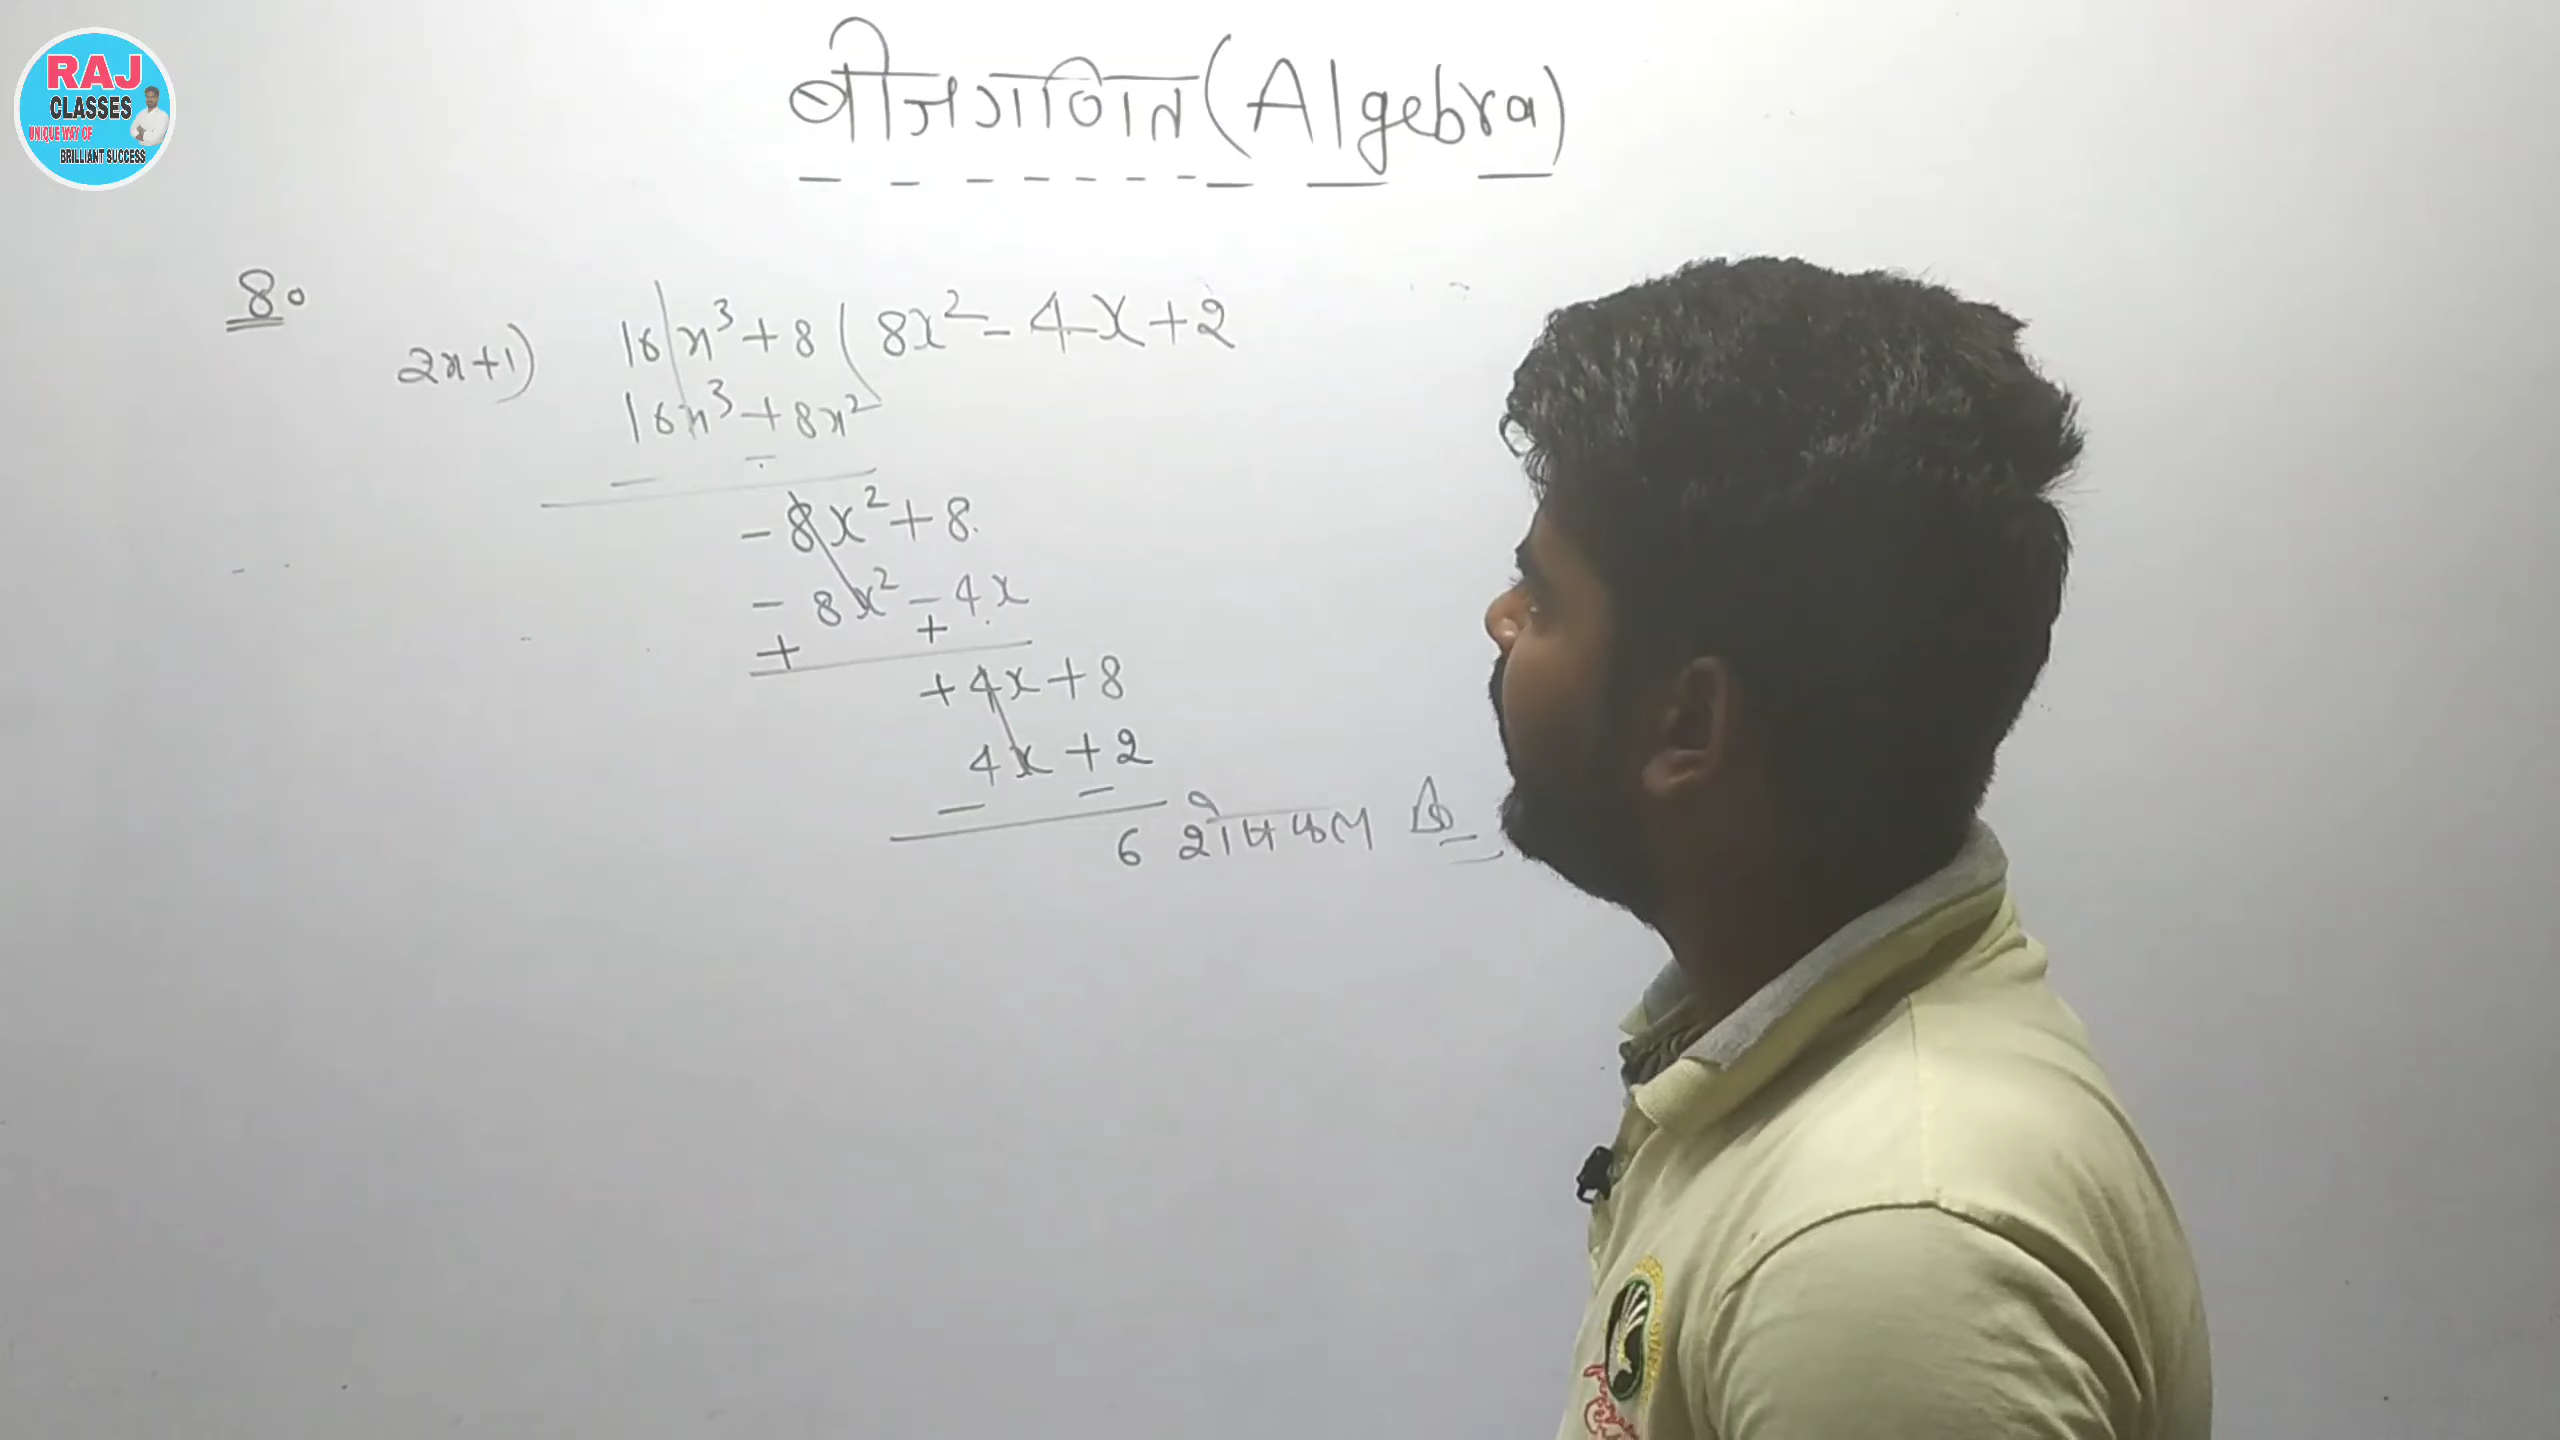 RAJ
CLASSES
UNIQUE WAY OF
BRILLIANT SUCCESS
बीजगणित (Algebra)
8.
2x+1) 16x³+8 ( 8x²-4x+2
16x³+8x²
- -
-8x²+8
-8x²-4x
+ +
+4x+8
4x+2
- -
6 शेषफल